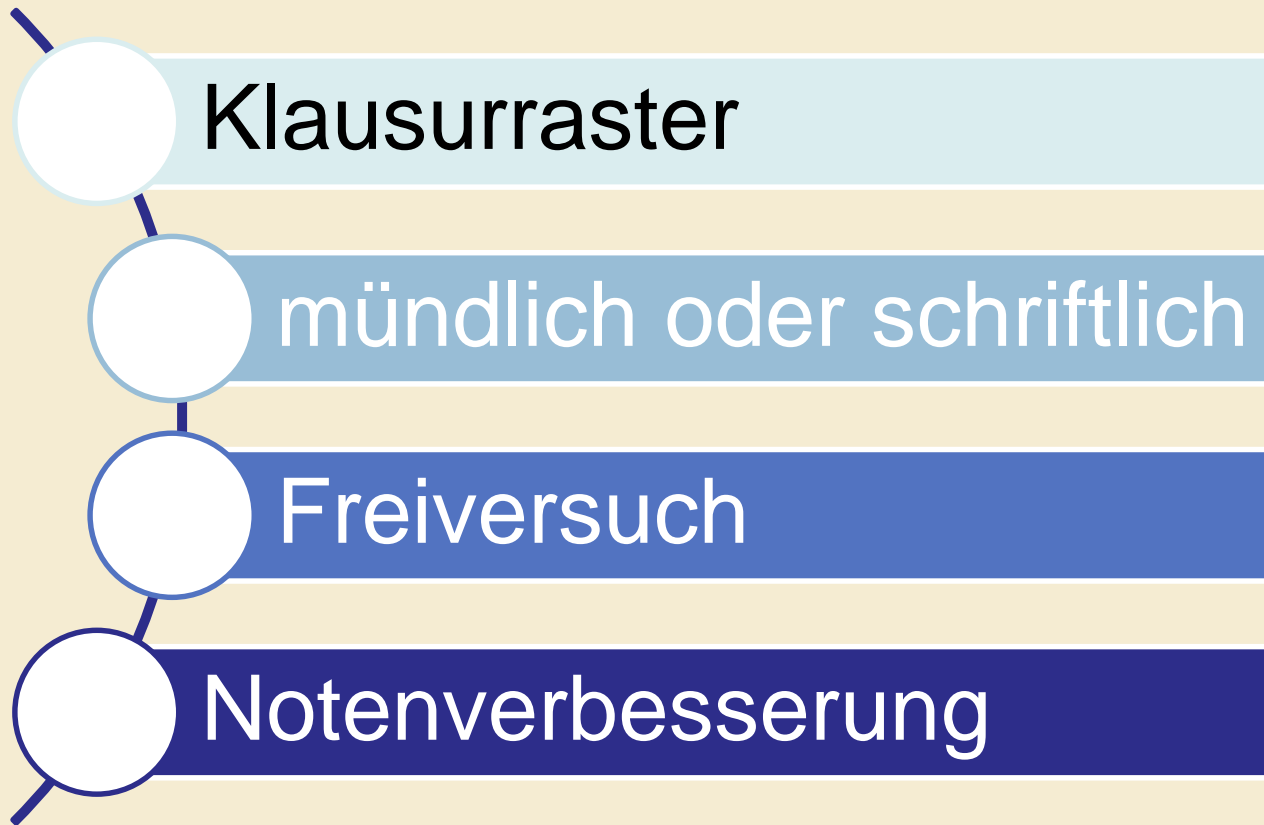 Klausurraster
mündlich oder schriftlich
Freiversuch
Notenverbesserung